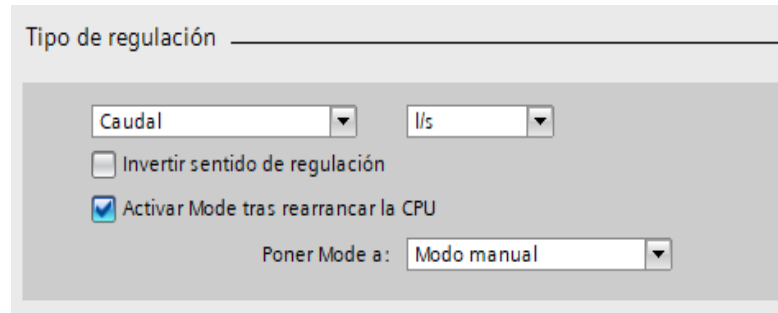 Tipo de regulación
Caudal l/s
Invertir sentido de regulación
Activar Mode tras rearrancar la CPU
Poner Mode a: Modo manual